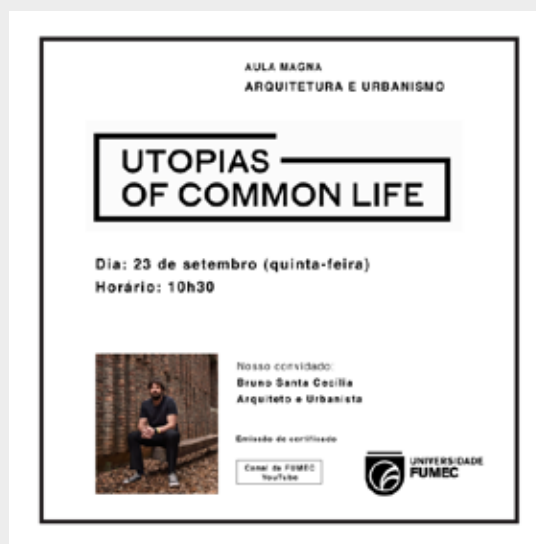 AULA MAGNA
ARQUITETURA E URBANISMO
UTOPIAS
OF COMMON LIFE
Dia: 23 de setembro (quinta-feira)
Horário: 10h30
Nosso convidado:
Bruno Santa Cecília
Arquiteto e Urbanista
Emissão de certificado
Canal da FUMEC
YouTube
UNIVERSIDADE
FUMEC